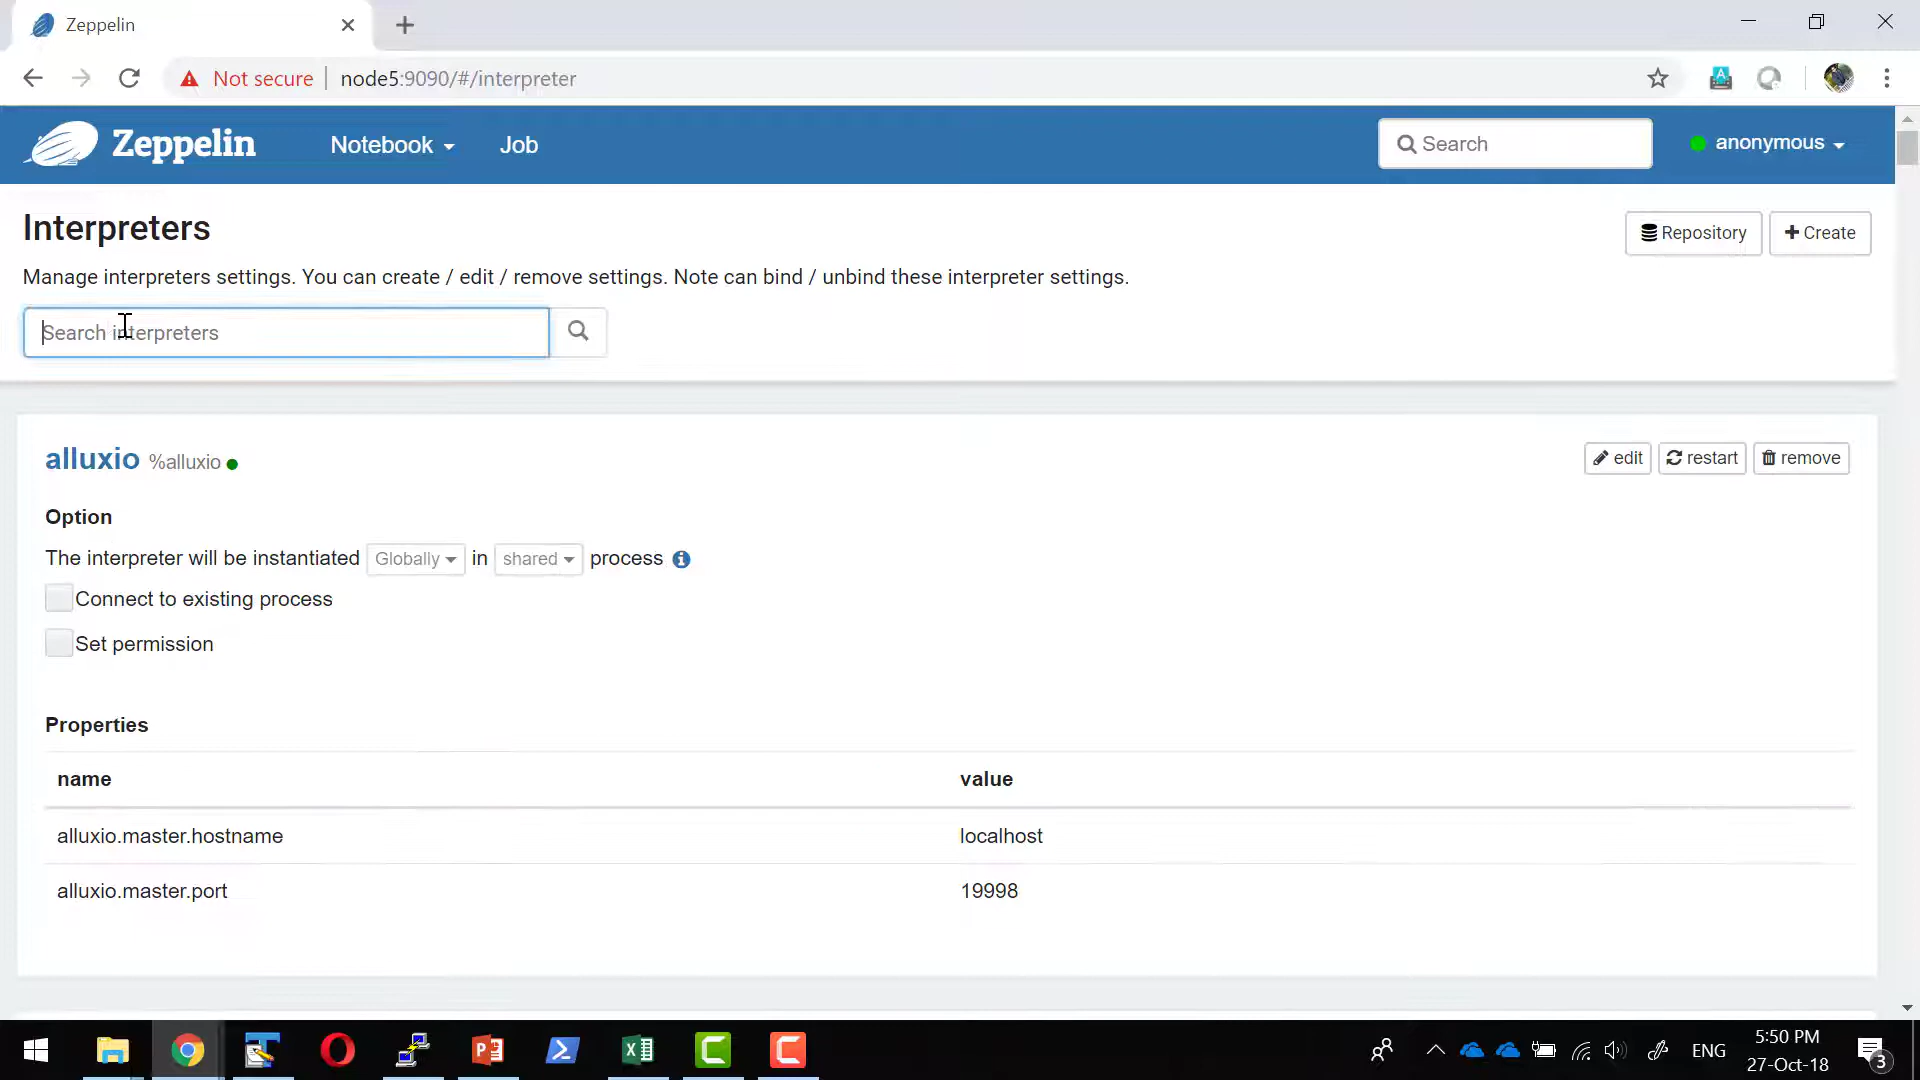 Zeppelin
Not secure node5:9090/#/interpreter
Zeppelin Notebook Job Search anonymous
Interpreters
Repository Create
Manage interpreters settings. You can create / edit / remove settings. Note can bind / unbind these interpreter settings.
Search interpreters
alluxio %alluxio
edit restart remove
Option
The interpreter will be instantiated Globally in shared process
Connect to existing process
Set permission
Properties
name value
alluxio.master.hostname localhost
alluxio.master.port 19998
ENG
5:50 PM
27-Oct-18
3